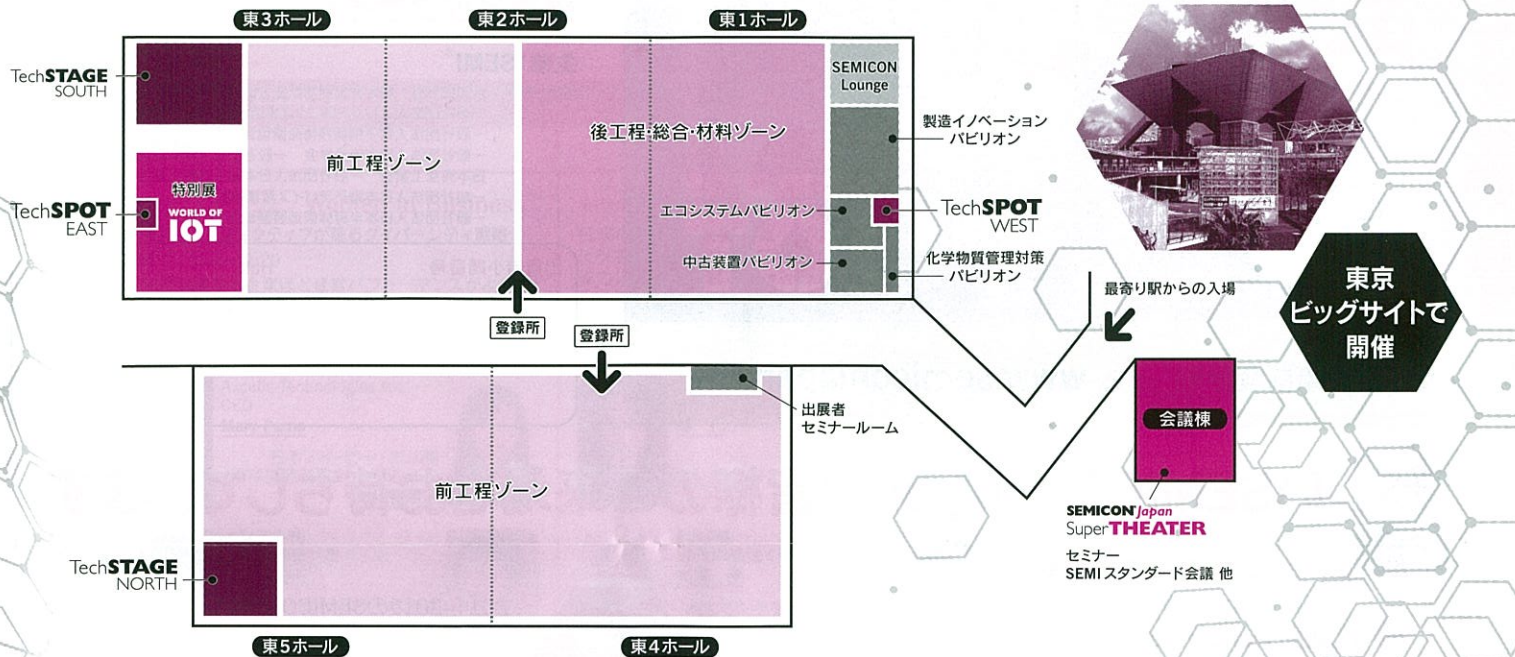 東3ホール
東2ホール
東1ホール
TechSTAGE
SOUTH
SEMICON
Lounge
後工程・総合・材料ゾーン
前工程ゾーン
製造イノベーション
パビリオン
特別展
WORLD OF
IOT
TechSPOT
EAST
エコシステムパビリオン
TechSPOT
WEST
中古装置パビリオン
化学物質管理対策
パビリオン
最寄り駅からの入場
東京
ビッグサイトで
開催
登録所
登録所
出展者
セミナールーム
会議棟
前工程ゾーン
SEMICON Japan
Super THEATER
セミナー
SEMIスタンダード会議 他
TechSTAGE
NORTH
東5ホール
東4ホール